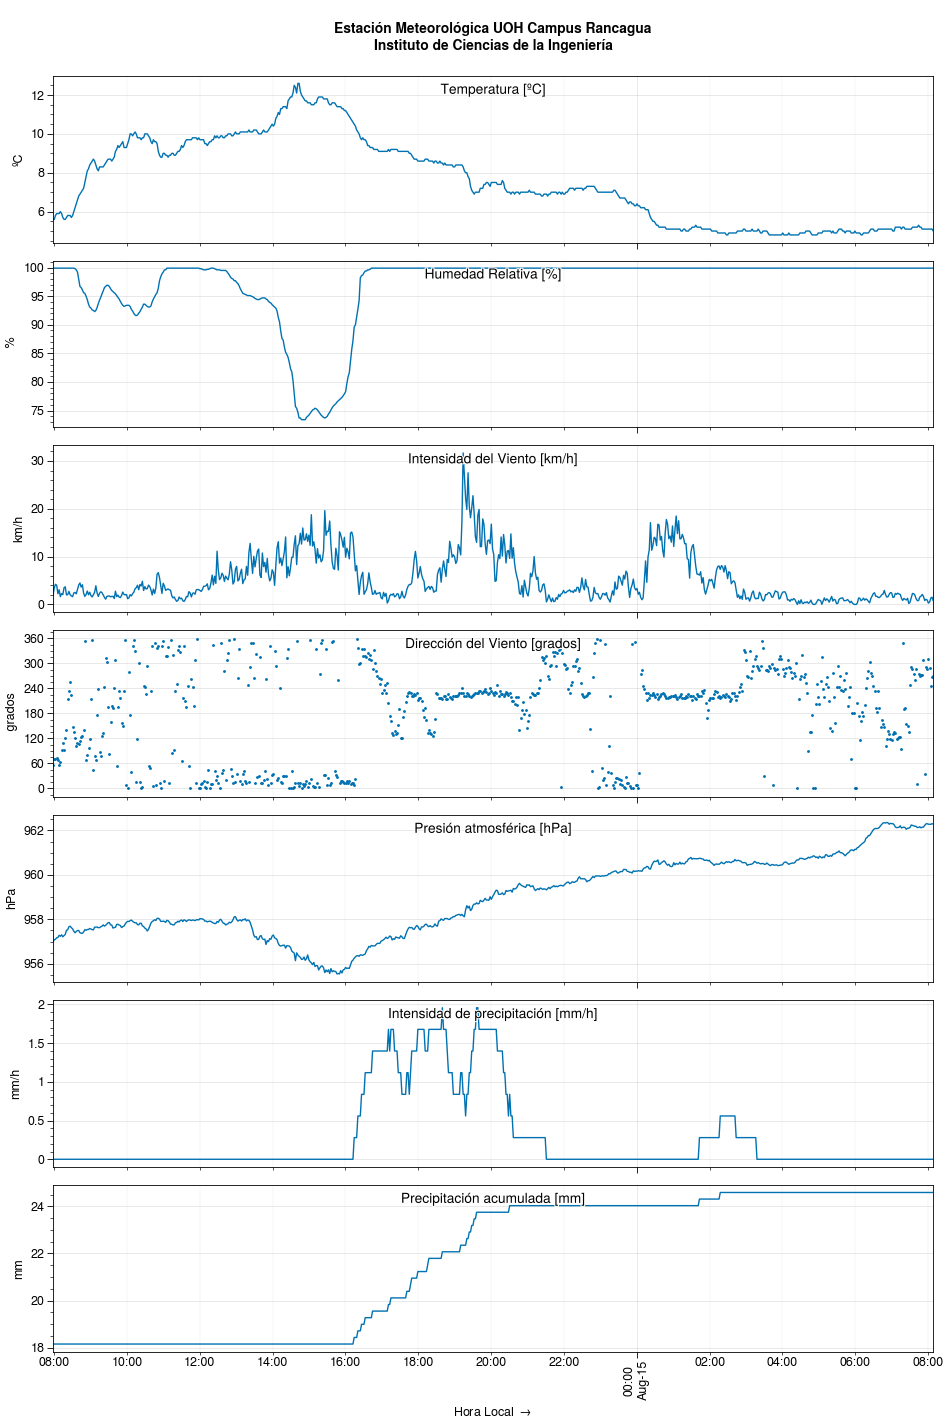 Estación Meteorológica UOH Campus Rancagua
Instituto de Ciencias de la Ingeniería
Temperatura [ºC]
12
10
8
6
ºC
Humedad Relativa [%]
100
95
90
85
80
75
%
Intensidad del Viento [km/h]
30
20
10
0
km/h
Dirección del Viento [grados]
360
300
240
180
120
60
0
grados
Presión atmosférica [hPa]
962
960
958
956
hPa
Intensidad de precipitación [mm/h]
2
1.5
1
0.5
0
mm/h
Precipitación acumulada [mm]
24
22
20
18
mm
08:00 10:00 12:00 14:00 16:00 18:00 20:00 22:00 00:00 02:00 04:00 06:00 08:00
Aug-15
Hora Local →